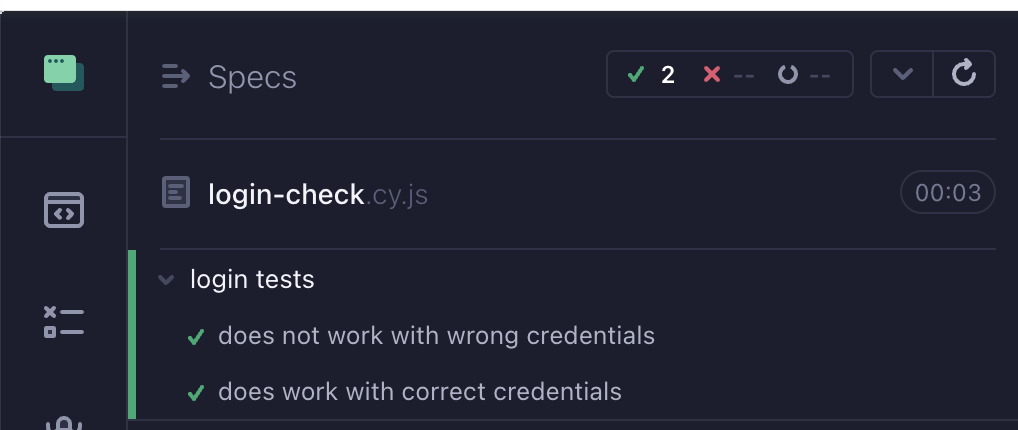 Specs
2 -- --
login-check.cy.js
00:03
login tests
does not work with wrong credentials
does work with correct credentials